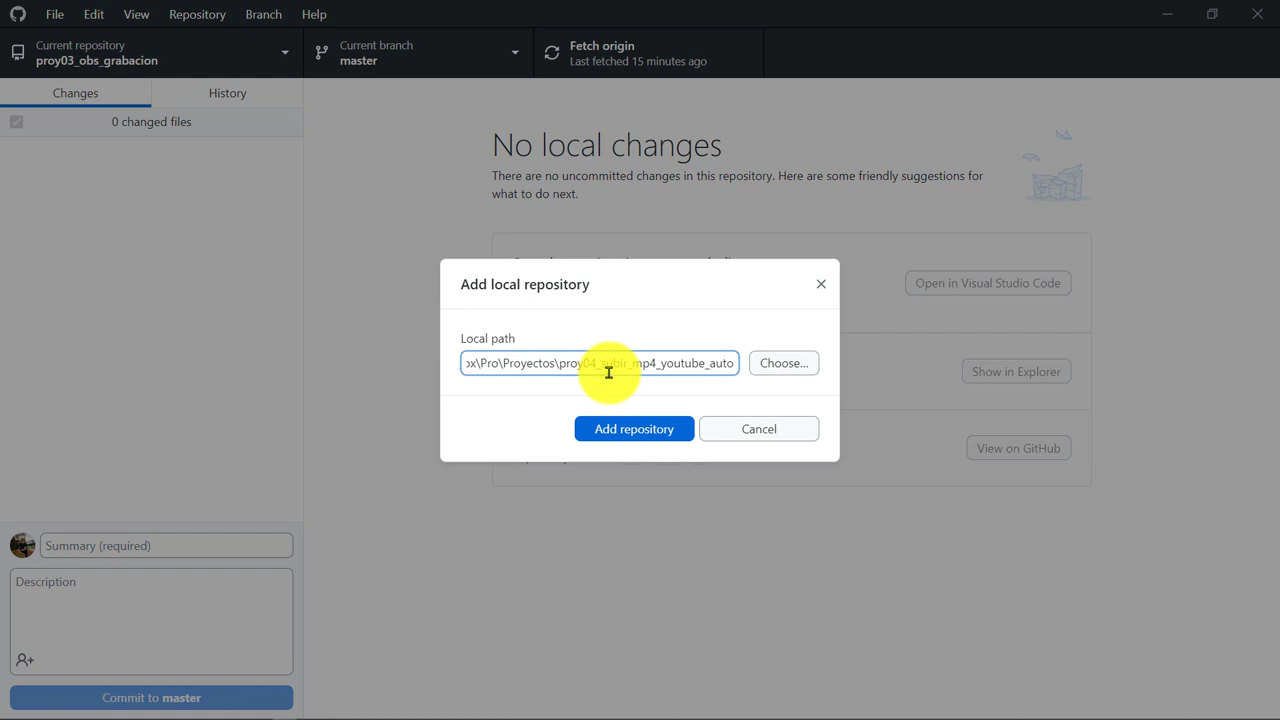 File Edit View Repository Branch Help
Current repository
proy03_obs_grabacion
Current branch
master
Fetch origin
Last fetched 15 minutes ago
Changes
History
0 changed files
No local changes
There are no uncommitted changes in this repository. Here are some friendly suggestions for
what to do next.
Open in Visual Studio Code
Show in Explorer
View on GitHub
Add local repository
Local path
x\Pro\Proyectos\proy04_subir_mp4_youtube_auto
Choose...
Add repository
Cancel
Summary (required)
Description
Commit to master